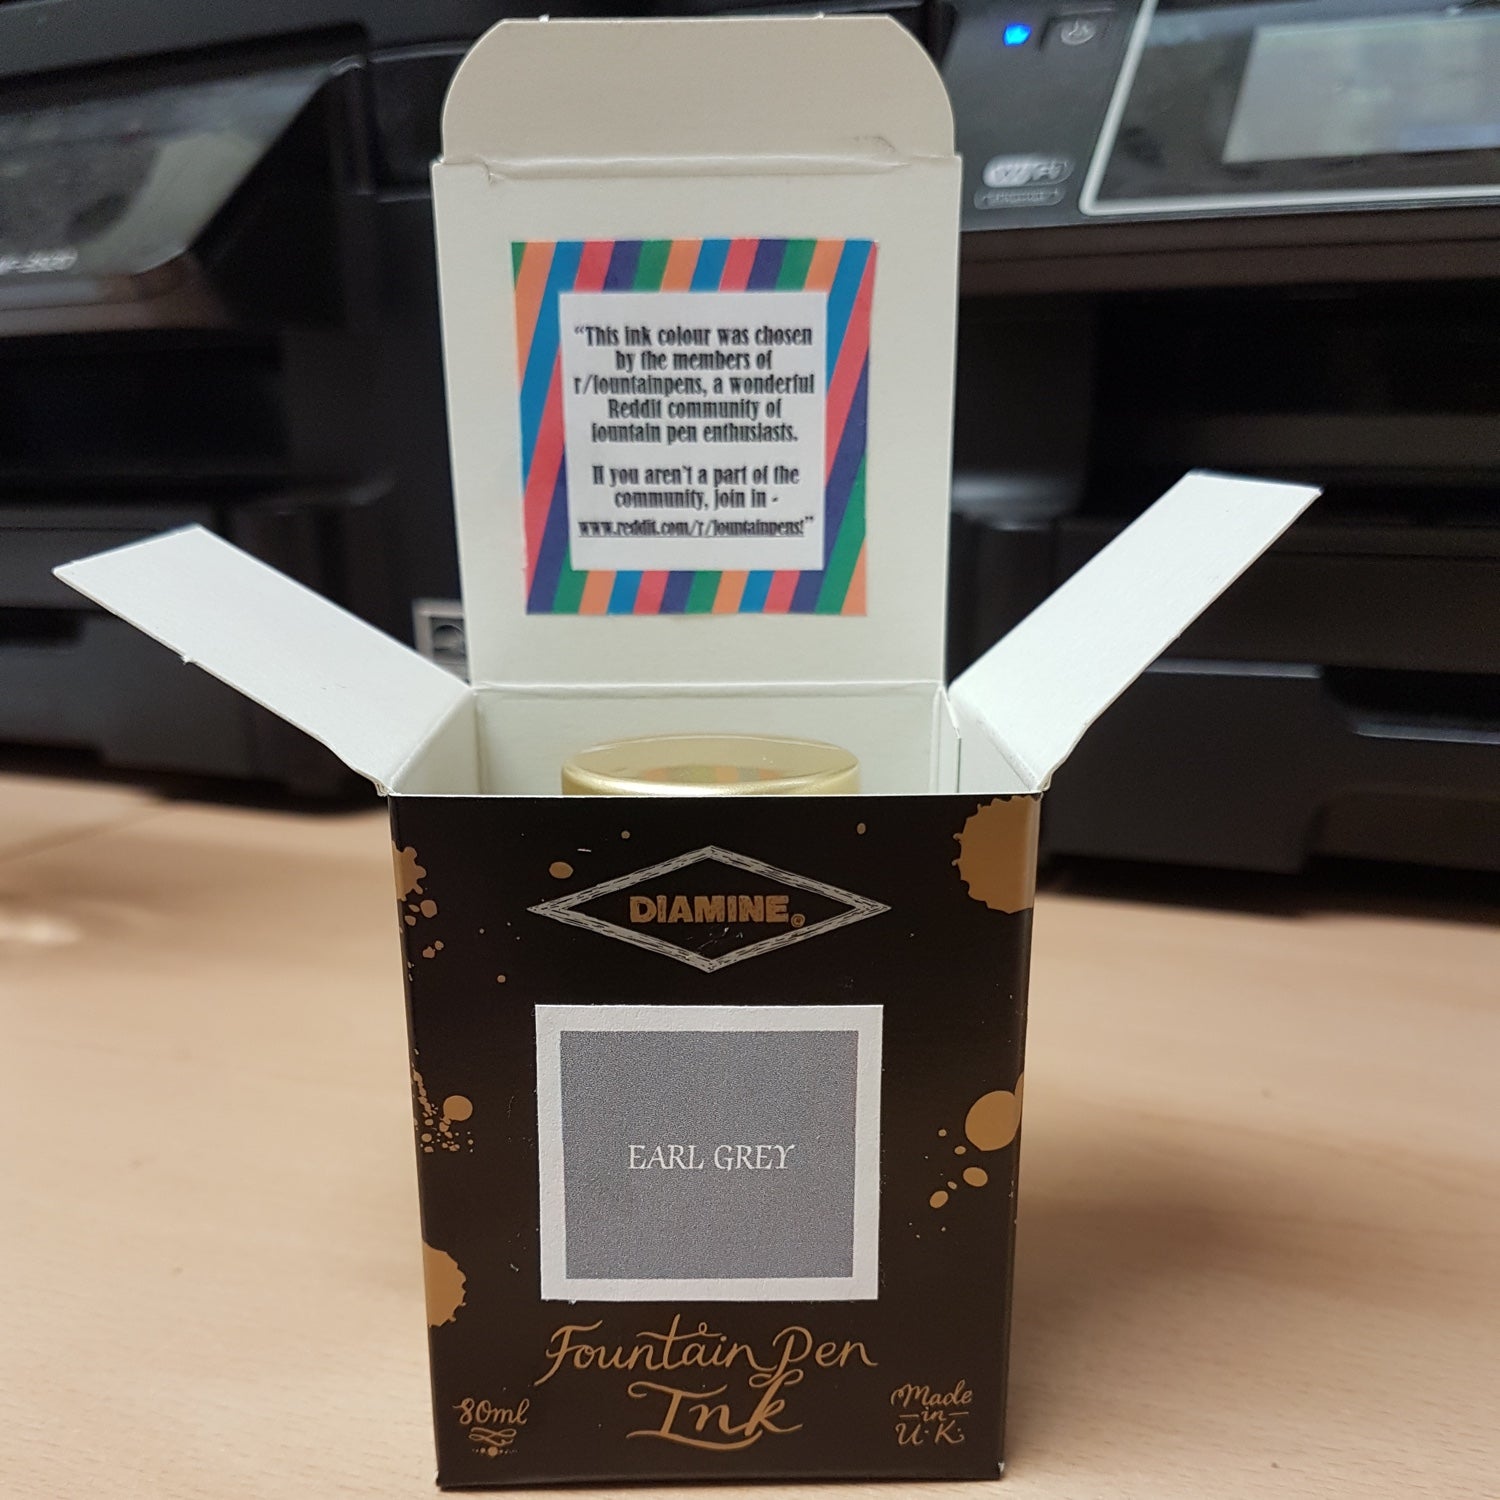 “This ink colour was chosen
by the members of
r/fountainpens, a wonderful
Reddit community of
fountain pen enthusiasts.
If you aren't a part of the
community, join in -
www.reddit.com/r/fountainpens!”
DIAMINE
EARL GREY
Fountain Pen
Ink
80ml
Made
in
U·K·